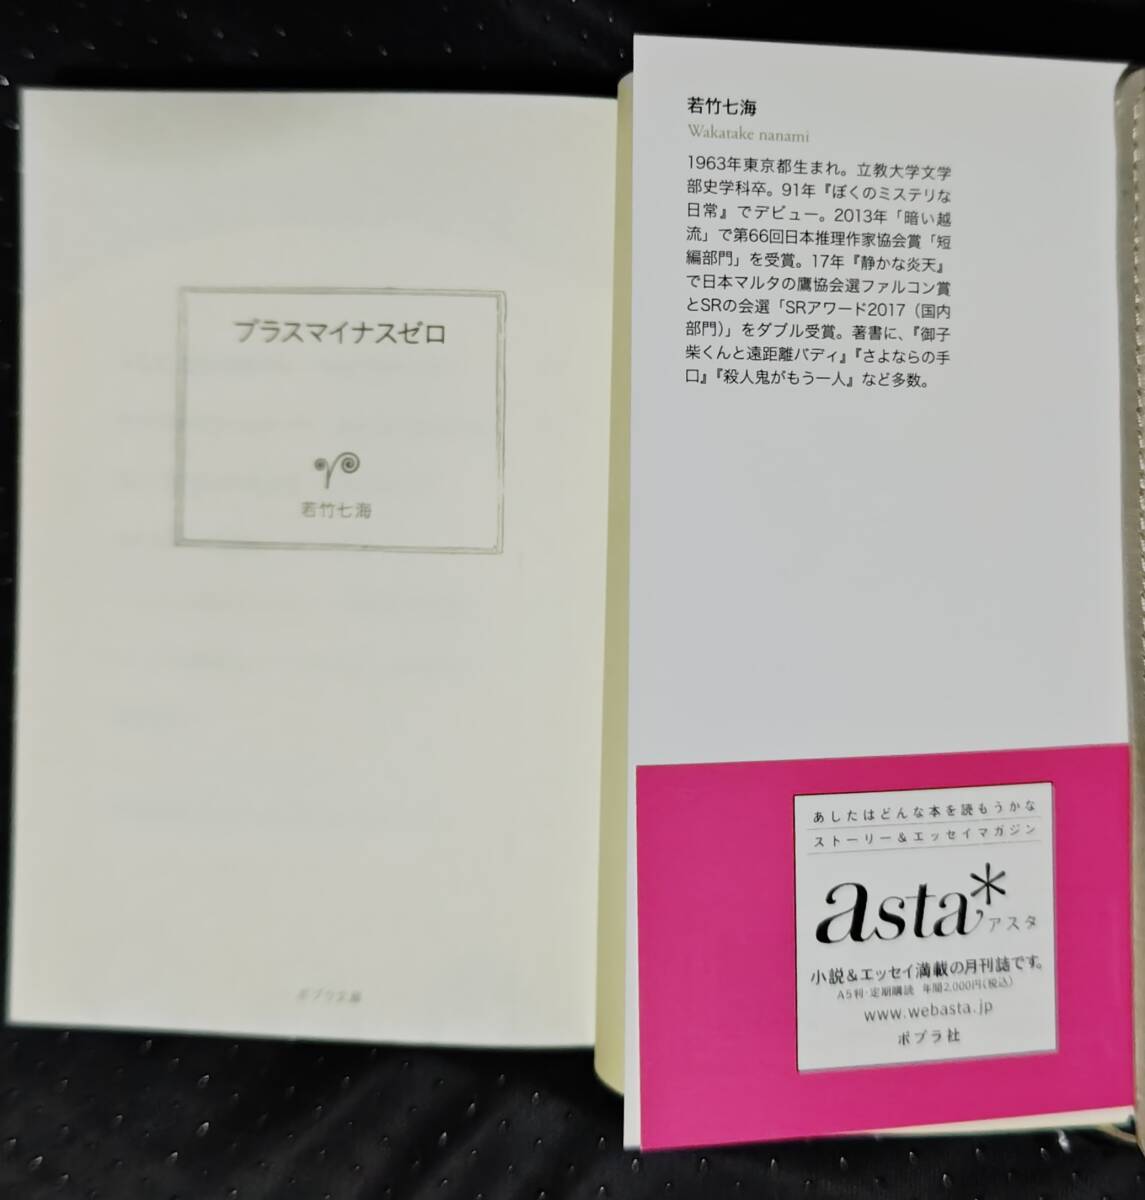 プラスマイナスゼロ
若竹七海
ポプラ文庫
若竹七海
Wakatake nanami
1963年東京都生まれ。立教大学文学
部史学科卒。91年『ぼくのミステリな
日常』でデビュー。2013年「暗い越
流」で第66回日本推理作家協会賞「短
編部門」を受賞。17年『静かな炎天』
で日本マルタの鷹協会選ファルコン賞
とSRの会選「SRアワード2017（国内
部門）」をダブル受賞。著書に、『御子
柴くんと遠距離バディ』『さよならの手
口』『殺人鬼がもう一人』など多数。
あしたはどんな本を読もうかな
ストーリー＆エッセイマガジン
asta*
アスタ
小説&エッセイ満載の月刊誌です。
A5判・定期購読 年間2,000円(税込)
www.webasta.jp
ポプラ社